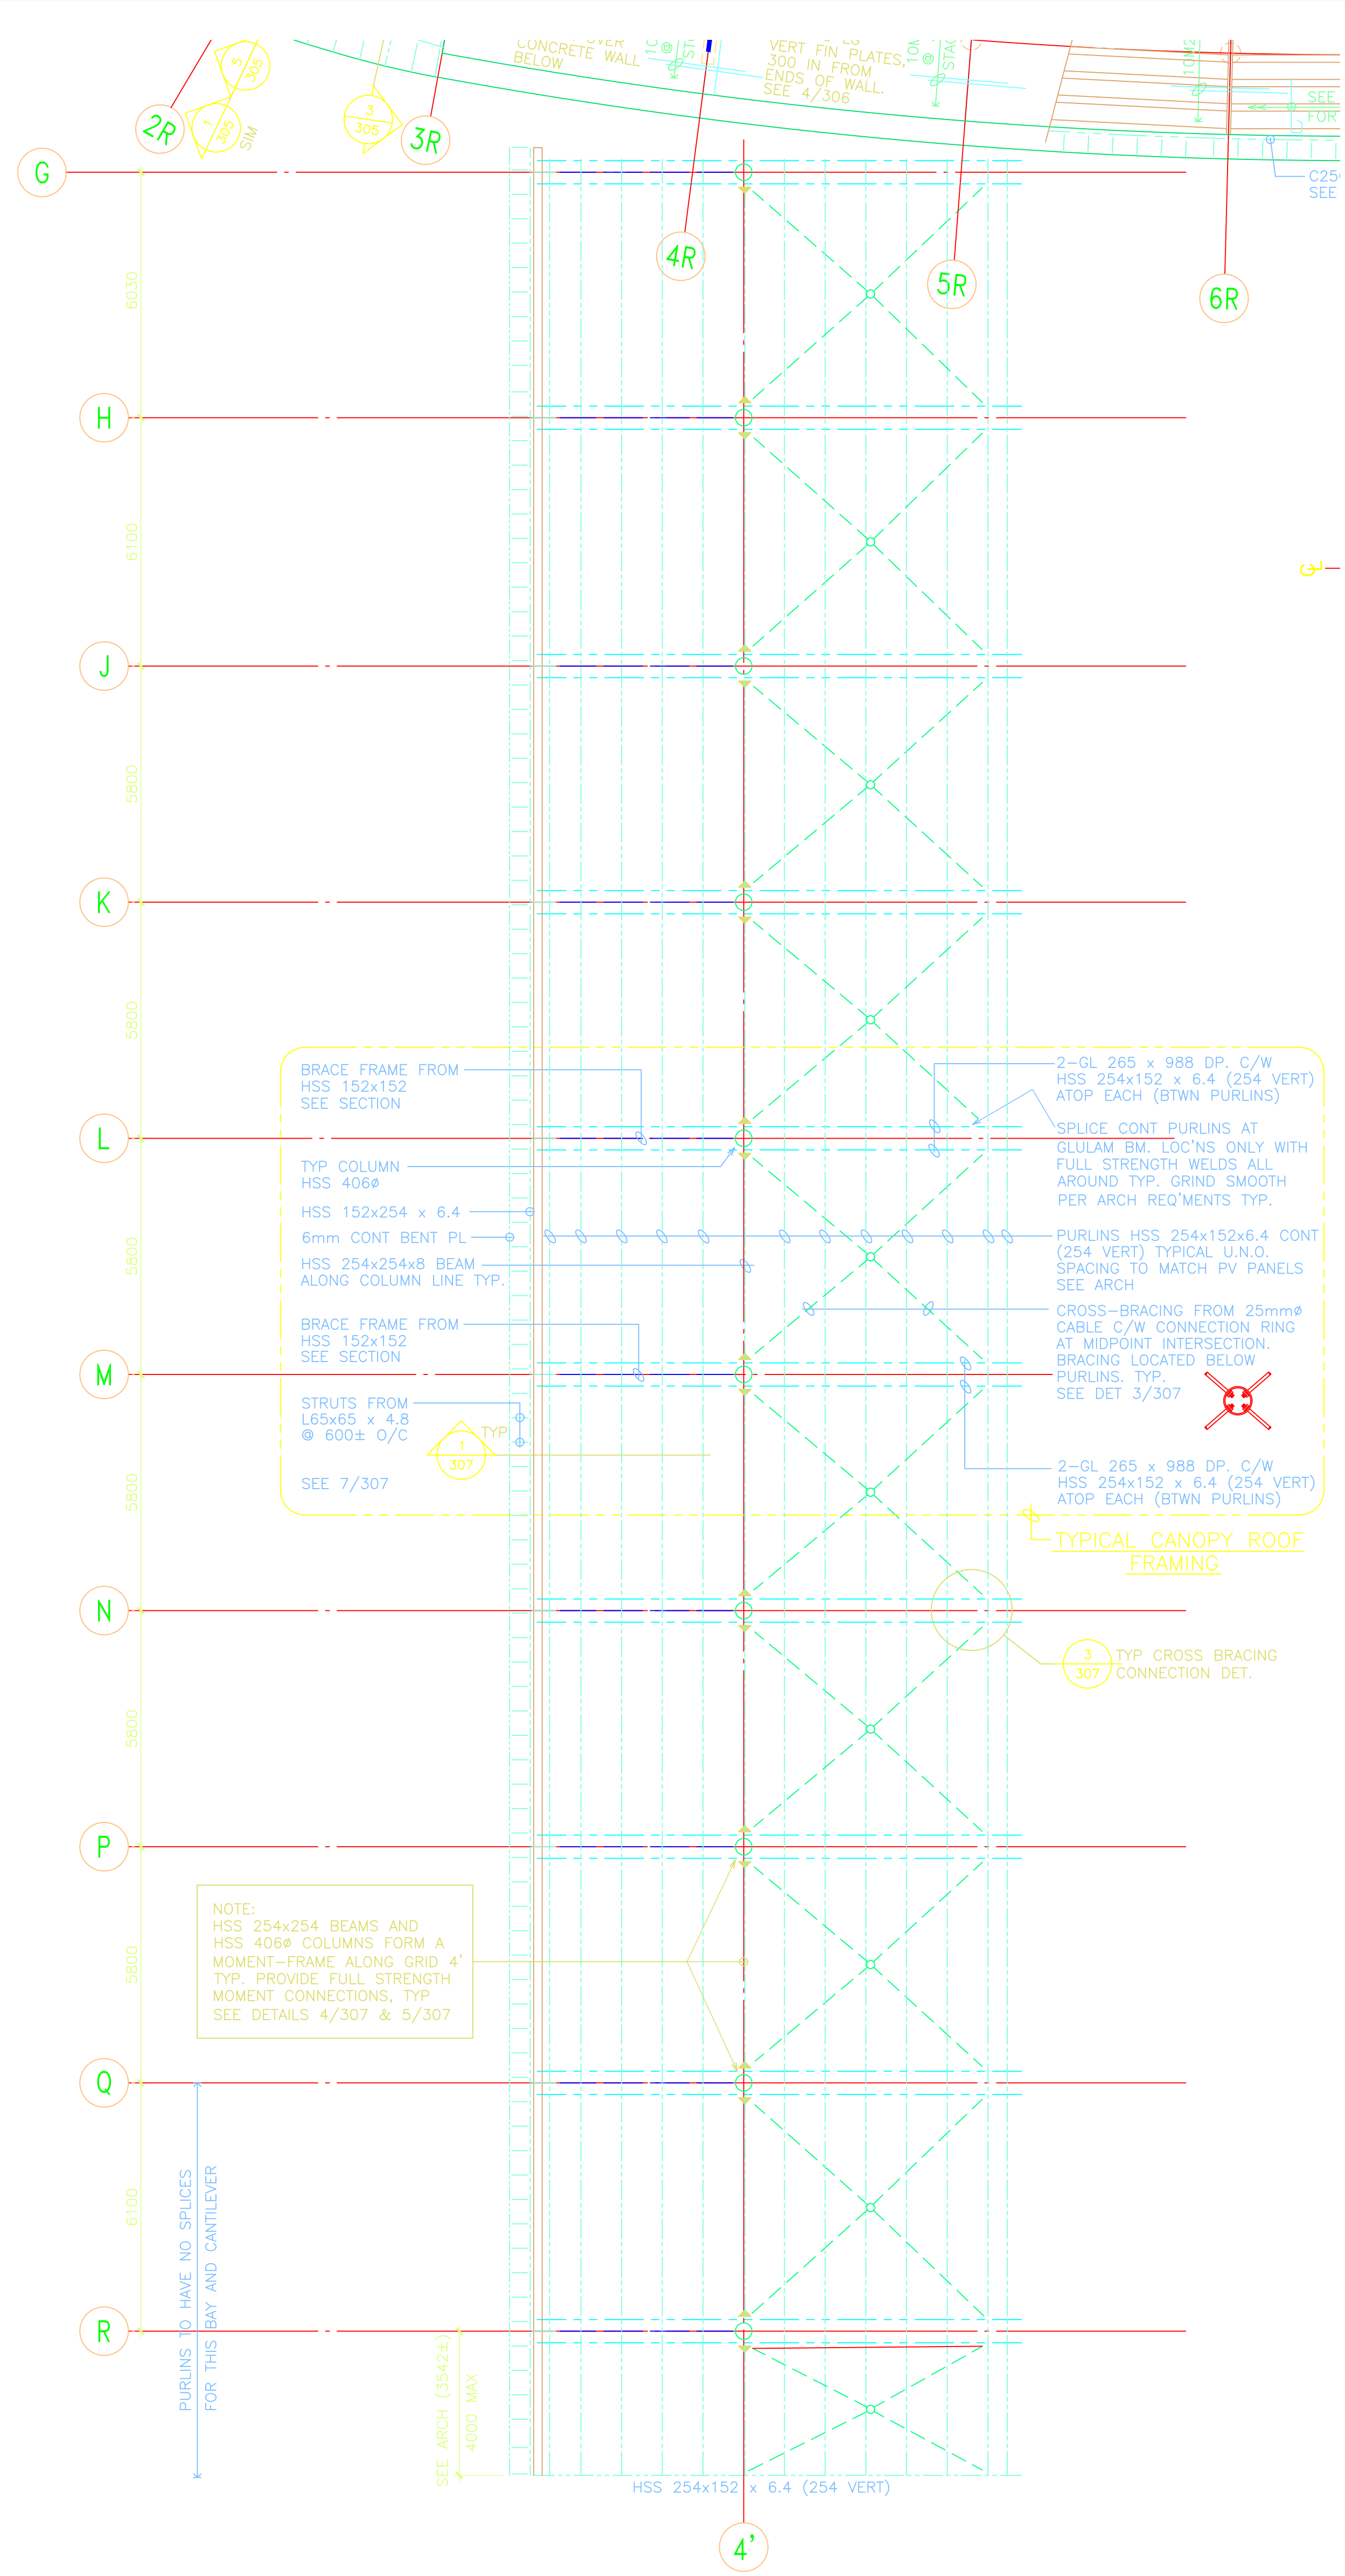 CONCRETE WALL
BELOW
VERT FIN PLATES,
300 IN FROM
ENDS OF WALL.
SEE 4/306
SEE
FOR
SEE
5
305
1
305
SIM
3
305
2R
3R
4R
5R
6R
G
6030
H
6100
J
5800
K
5800
BRACE FRAME FROM
HSS 152x152
SEE SECTION
L
TYP COLUMN
HSS 406ø
HSS 152x254 x 6.4
6mm CONT BENT PL
HSS 254x254x8 BEAM
ALONG COLUMN LINE TYP.
5800
BRACE FRAME FROM
HSS 152x152
SEE SECTION
M
STRUTS FROM
L65x65 x 4.8
@ 600± O/C
SEE 7/307
1
307
TYP
5800
2-GL 265 x 988 DP. C/W
HSS 254x152 x 6.4 (254 VERT)
ATOP EACH (BTWN PURLINS)
SPLICE CONT PURLINS AT
GLULAM BM. LOC'NS ONLY WITH
FULL STRENGTH WELDS ALL
AROUND TYP. GRIND SMOOTH
PER ARCH REQ'MENTS TYP.
PURLINS HSS 254x152x6.4 CONT
(254 VERT) TYPICAL U.N.O.
SPACING TO MATCH PV PANELS
SEE ARCH
CROSS-BRACING FROM 25mmø
CABLE C/W CONNECTION RING
AT MIDPOINT INTERSECTION.
BRACING LOCATED BELOW
PURLINS. TYP.
SEE DET 3/307
2-GL 265 x 988 DP. C/W
HSS 254x152 x 6.4 (254 VERT)
ATOP EACH (BTWN PURLINS)
TYPICAL CANOPY ROOF
FRAMING
N
3
307
TYP CROSS BRACING
CONNECTION DET.
5800
P
NOTE:
HSS 254x254 BEAMS AND
HSS 406ø COLUMNS FORM A
MOMENT-FRAME ALONG GRID 4'
TYP. PROVIDE FULL STRENGTH
MOMENT CONNECTIONS, TYP
SEE DETAILS 4/307 & 5/307
5800
Q
6100
PURLINS TO HAVE NO SPLICES
FOR THIS BAY AND CANTILEVER
R
SEE ARCH (3542±)
4000 MAX
HSS 254x152 x 6.4 (254 VERT)
4'